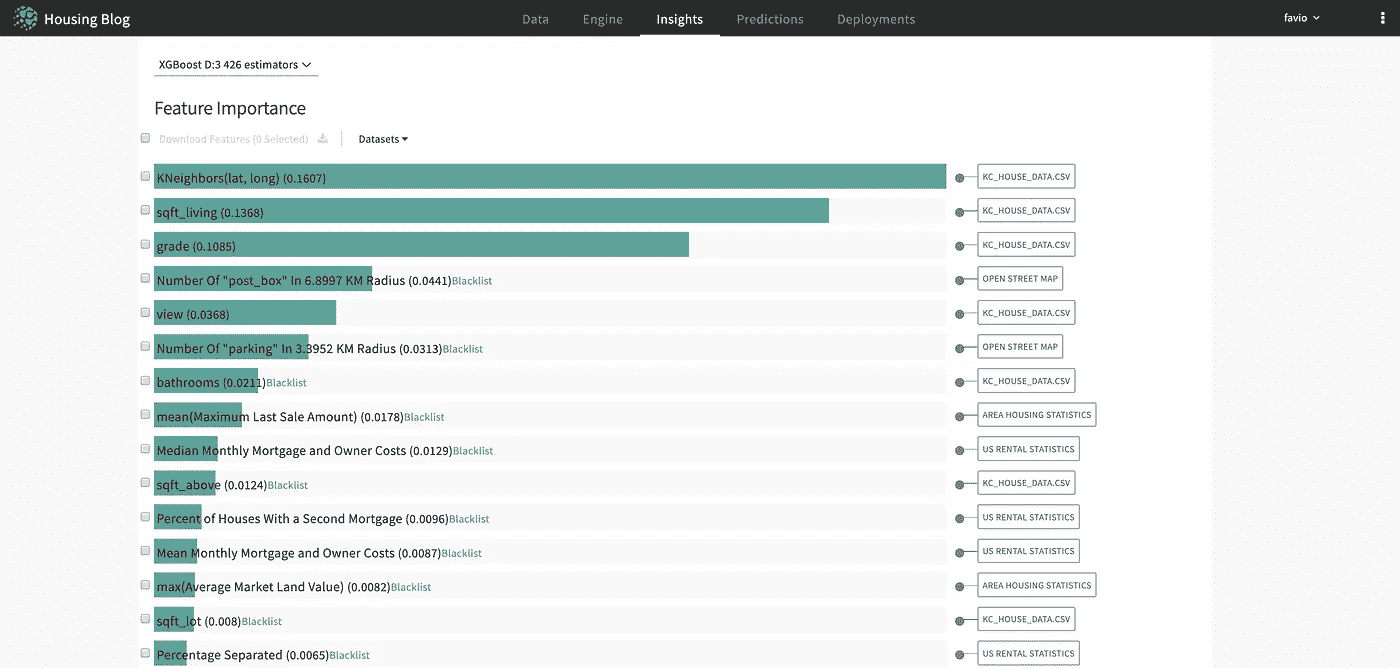 Housing Blog Data Engine Insights Predictions Deployments favio
XGBoost D:3 426 estimators
Feature Importance
Download Features (0 Selected) Datasets
KNeighbors(lat, long) (0.1607) KC_HOUSE_DATA.CSV
sqft_living (0.1368) KC_HOUSE_DATA.CSV
grade (0.1085) KC_HOUSE_DATA.CSV
Number Of "post_box" In 6.8997 KM Radius (0.0441)Blacklist OPEN STREET MAP
view (0.0368) KC_HOUSE_DATA.CSV
Number Of "parking" In 3.3952 KM Radius (0.0313)Blacklist OPEN STREET MAP
bathrooms (0.0211)Blacklist KC_HOUSE_DATA.CSV
mean(Maximum Last Sale Amount) (0.0178)Blacklist AREA HOUSING STATISTICS
Median Monthly Mortgage and Owner Costs (0.0129)Blacklist US RENTAL STATISTICS
sqft_above (0.0124)Blacklist KC_HOUSE_DATA.CSV
Percent of Houses With a Second Mortgage (0.0096)Blacklist US RENTAL STATISTICS
Mean Monthly Mortgage and Owner Costs (0.0087)Blacklist US RENTAL STATISTICS
max(Average Market Land Value) (0.0082)Blacklist AREA HOUSING STATISTICS
sqft_lot (0.008)Blacklist KC_HOUSE_DATA.CSV
Percentage Separated (0.0065)Blacklist US RENTAL STATISTICS